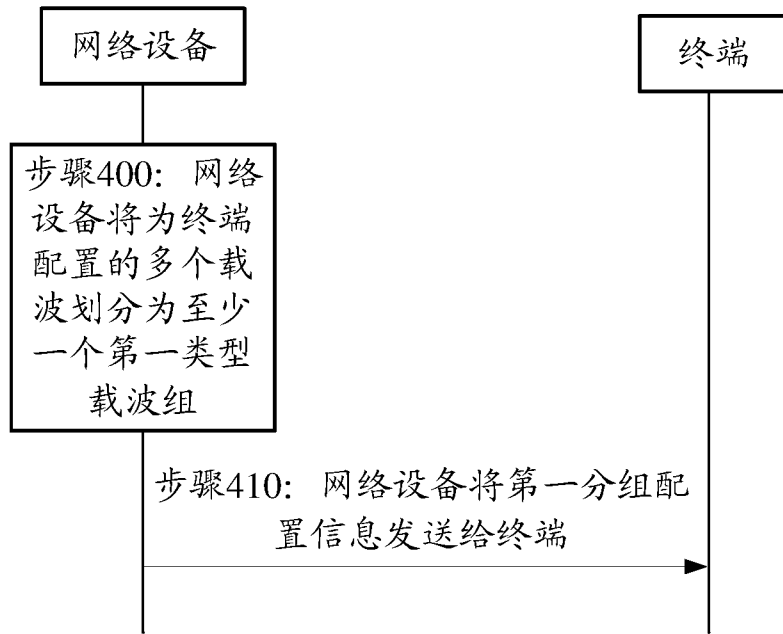 网络设备
终端
步骤400：网络
设备将为终端
配置的多个载
波划分为至少
一个第一类型
载波组
步骤410：网络设备将第一分组配
置信息发送给终端